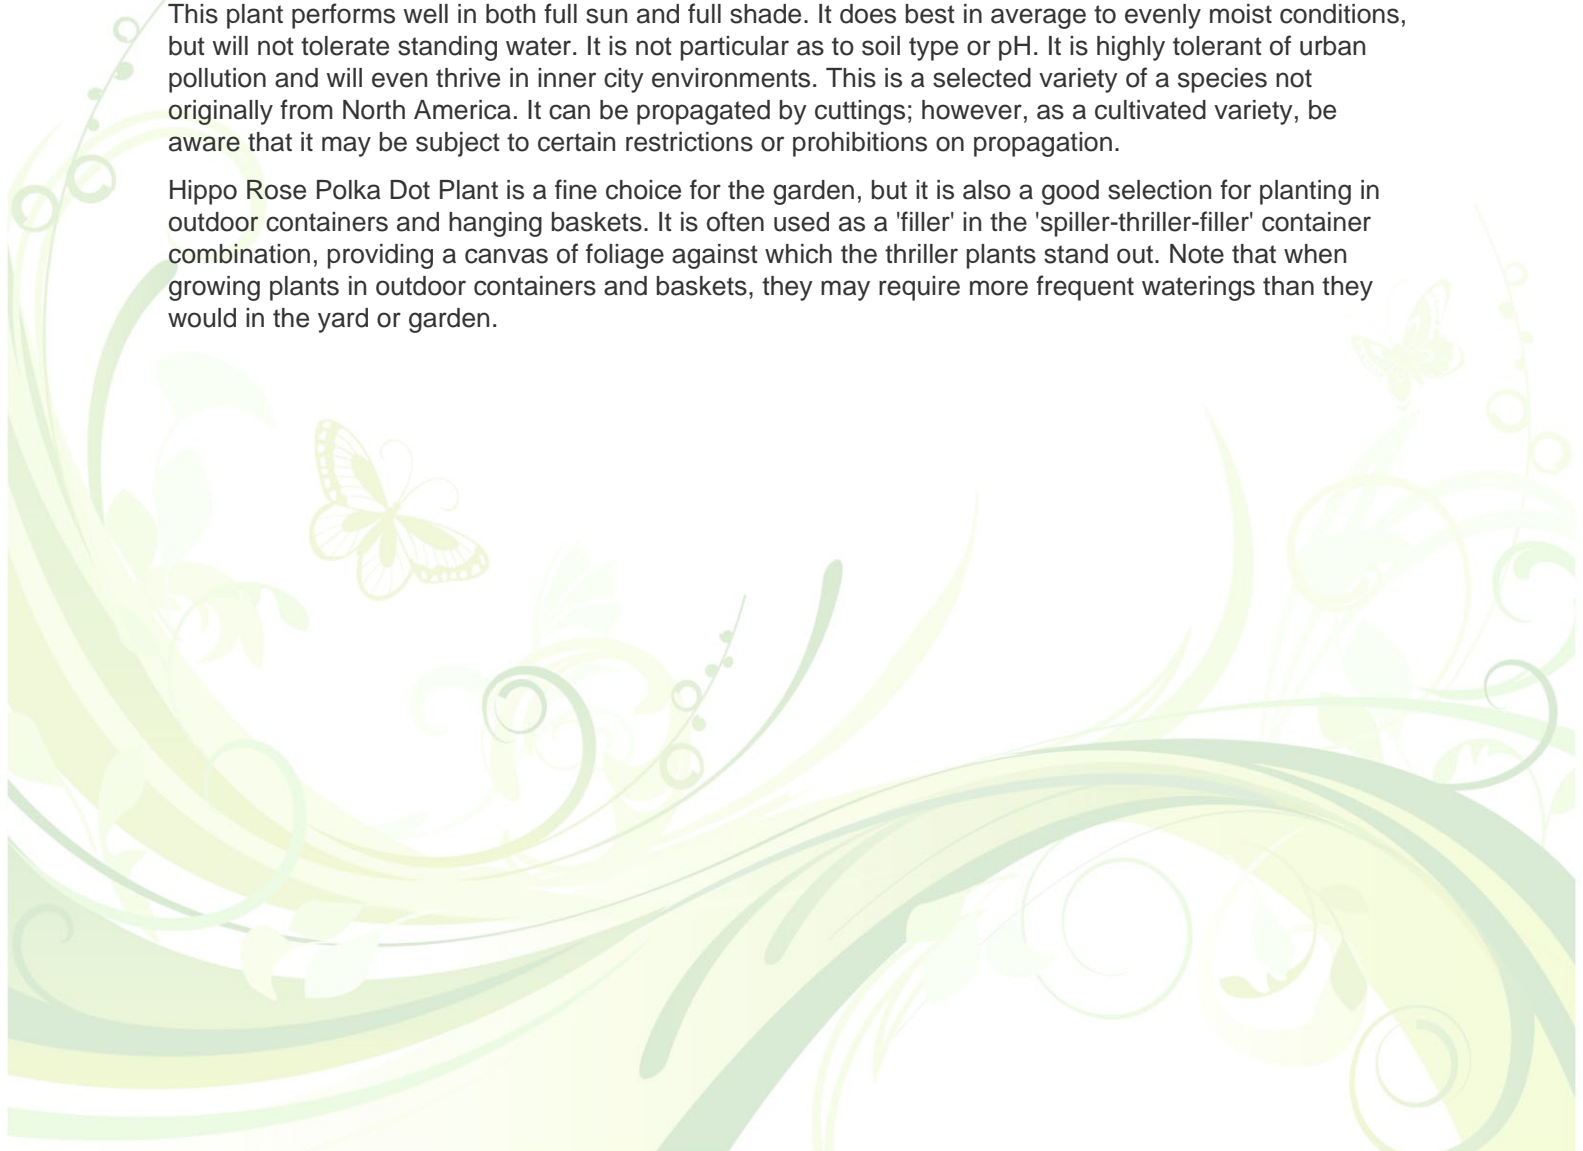 This plant performs well in both full sun and full shade. It does best in average to evenly moist conditions,
but will not tolerate standing water. It is not particular as to soil type or pH. It is highly tolerant of urban
pollution and will even thrive in inner city environments. This is a selected variety of a species not
originally from North America. It can be propagated by cuttings; however, as a cultivated variety, be
aware that it may be subject to certain restrictions or prohibitions on propagation.
Hippo Rose Polka Dot Plant is a fine choice for the garden, but it is also a good selection for planting in
outdoor containers and hanging baskets. It is often used as a 'filler' in the 'spiller-thriller-filler' container
combination, providing a canvas of foliage against which the thriller plants stand out. Note that when
growing plants in outdoor containers and baskets, they may require more frequent waterings than they
would in the yard or garden.